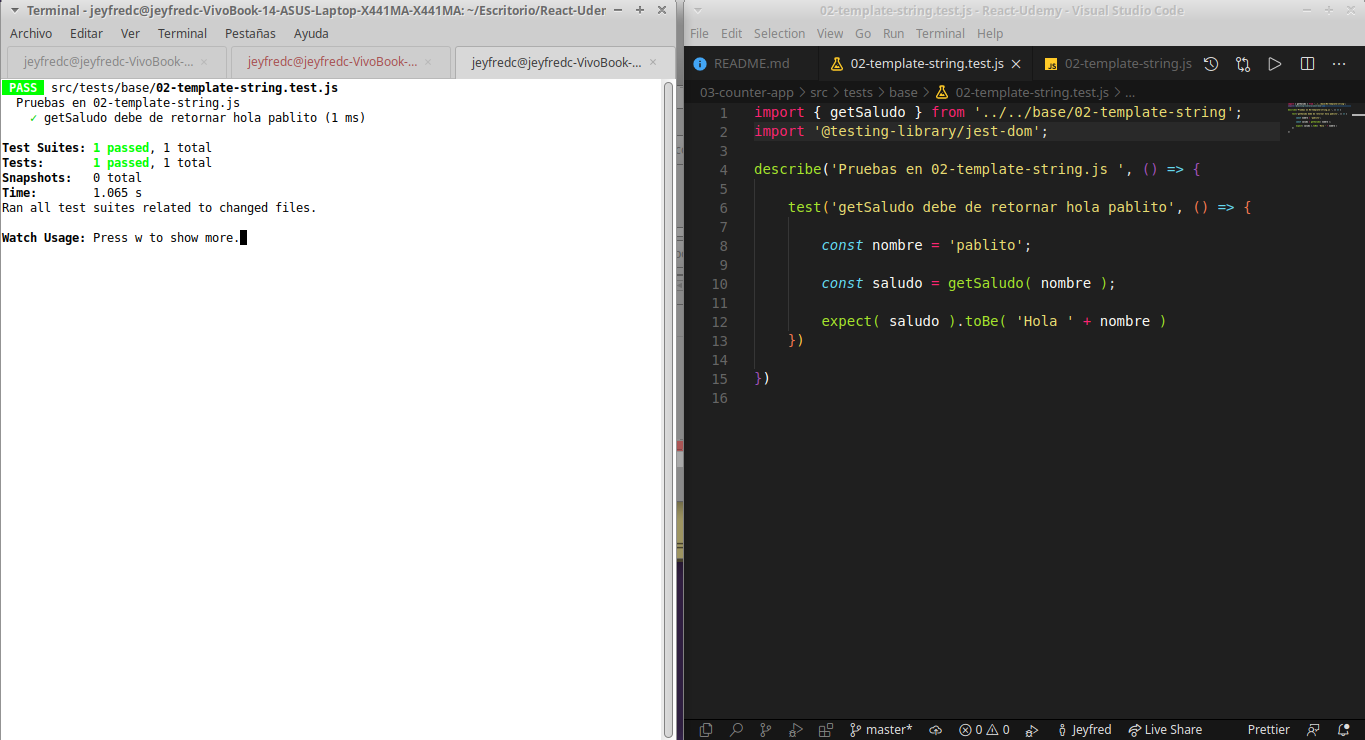 Terminal - jeyfredc@jeyfredc-VivoBook-14-ASUS-Laptop-X441MA-X441MA: ~/Escritorio/React-Uder
Archivo Editar Ver Terminal Pestañas Ayuda
jeyfredc@jeyfredc-VivoBook-... × jeyfredc@jeyfredc-VivoBook-... × jeyfredc@jeyfredc-VivoBook-... ×
PASS src/tests/base/02-template-string.test.js
Pruebas en 02-template-string.js
✓ getSaludo debe de retornar hola pablito (1 ms)
Test Suites: 1 passed, 1 total
Tests: 1 passed, 1 total
Snapshots: 0 total
Time: 1.065 s
Ran all test suites related to changed files.
Watch Usage: Press w to show more.
02-template-string.test.js - React-Udemy - Visual Studio Code
File Edit Selection View Go Run Terminal Help
README.md 02-template-string.test.js × JS 02-template-string.js ...
03-counter-app > src > tests > base > 02-template-string.test.js > ...
1 import { getSaludo } from '../../base/02-template-string';
2 import '@testing-library/jest-dom';
3
4 describe('Pruebas en 02-template-string.js ', () => {
5
6 test('getSaludo debe de retornar hola pablito', () => {
7
8 const nombre = 'pablito';
9
10 const saludo = getSaludo( nombre );
11
12 expect( saludo ).toBe( 'Hola ' + nombre )
13 })
14
15 })
16
master* 0 0 Jeyfred Live Share Prettier